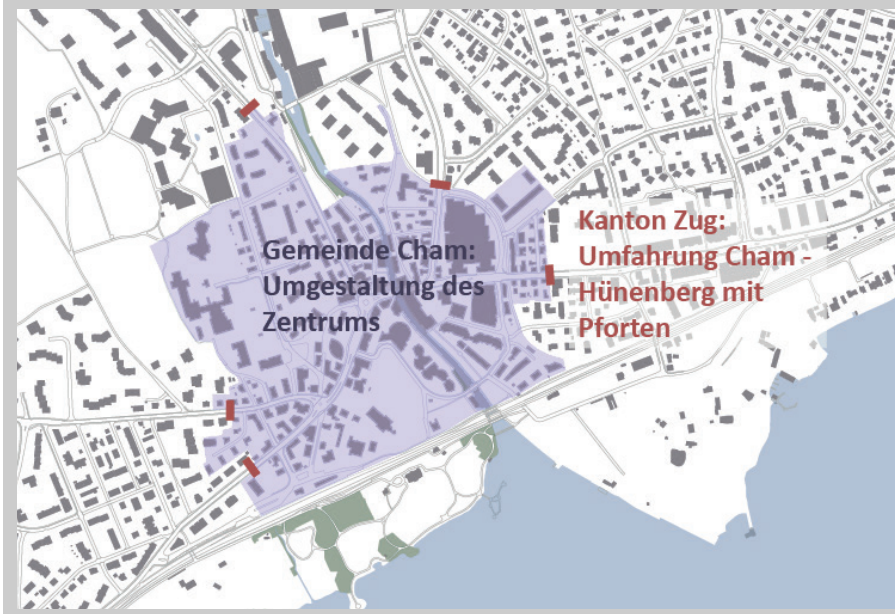 Gemeinde Cham:
Umgestaltung des
Zentrums
Kanton Zug:
Umfahrung Cham -
Hünenberg mit
Pforten